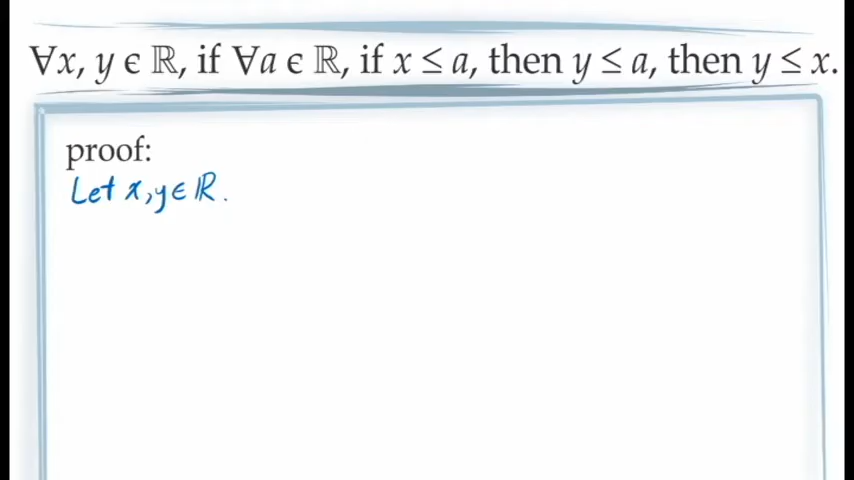 ∀x, y ϵ ℝ, if ∀a ϵ ℝ, if x ≤ a, then y ≤ a, then y ≤ x.
proof:
Let x, y ∈ ℝ.